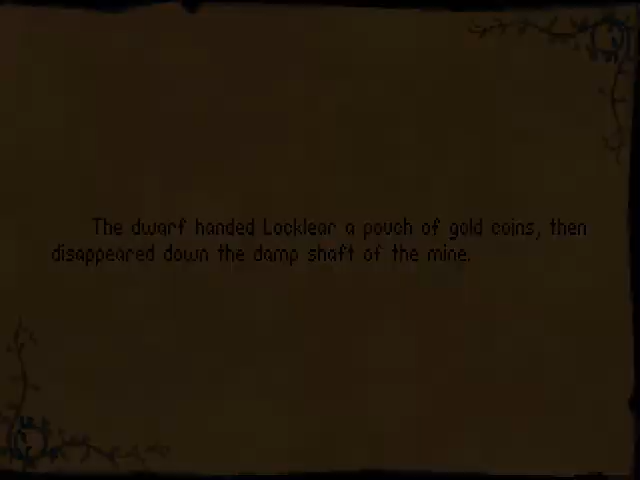 The dwarf handed Locklear a pouch of gold coins, then
disappeared down the damp shaft of the mine.